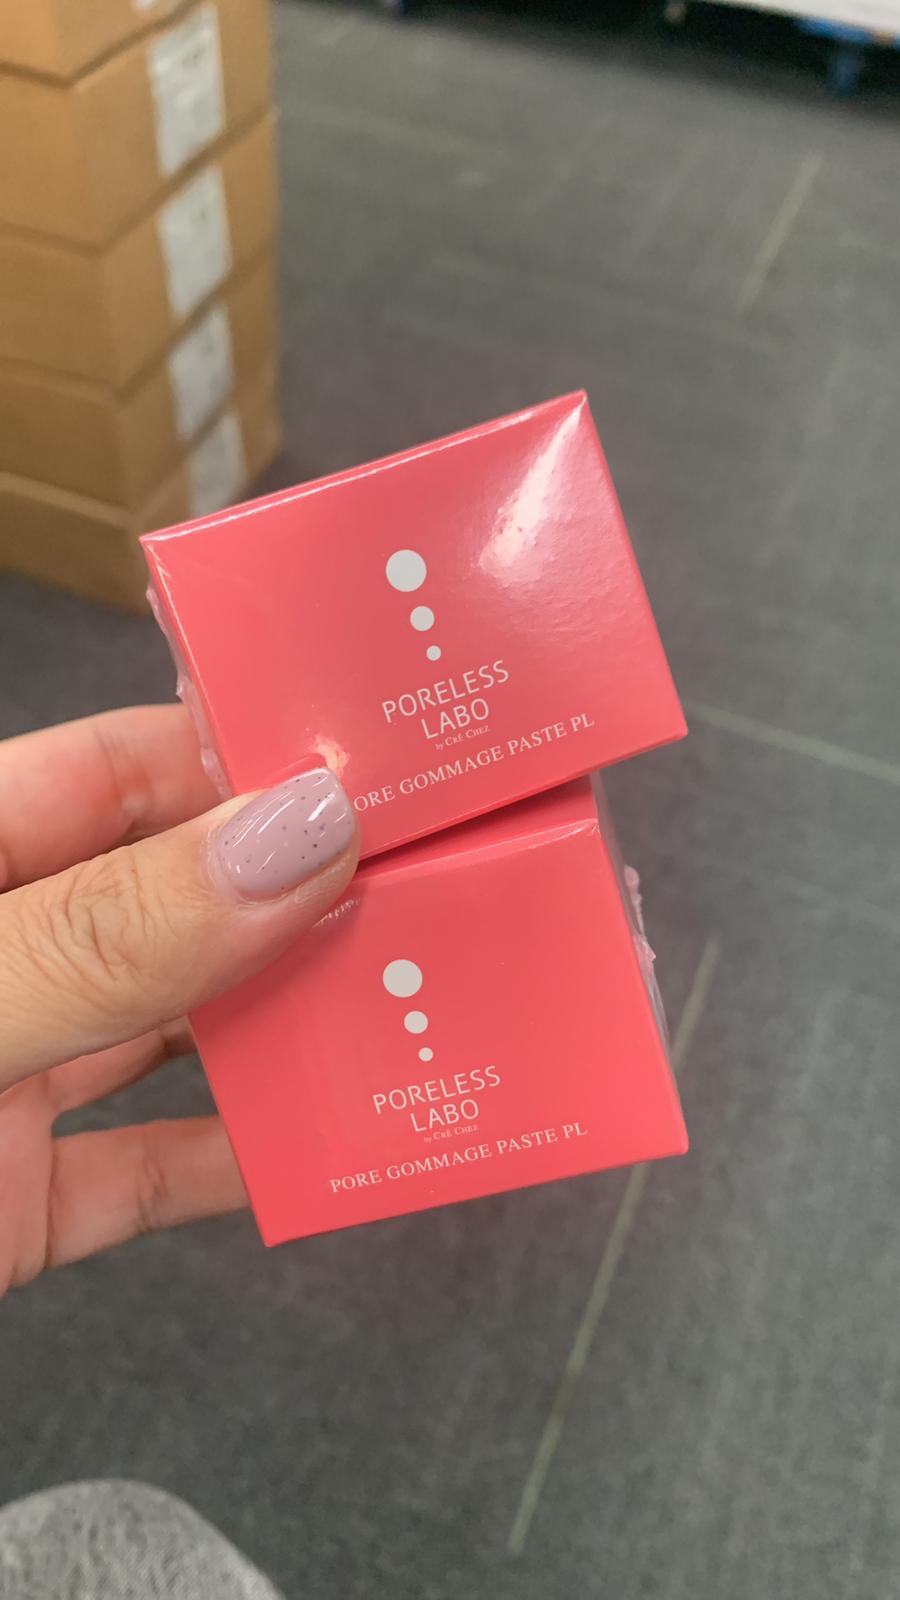 PORELESS
LABO
by CRÉ CHEZ
ORE GOMMAGE PASTE PL
PORELESS
LABO
by CRÉ CHEZ
PORE GOMMAGE PASTE PL